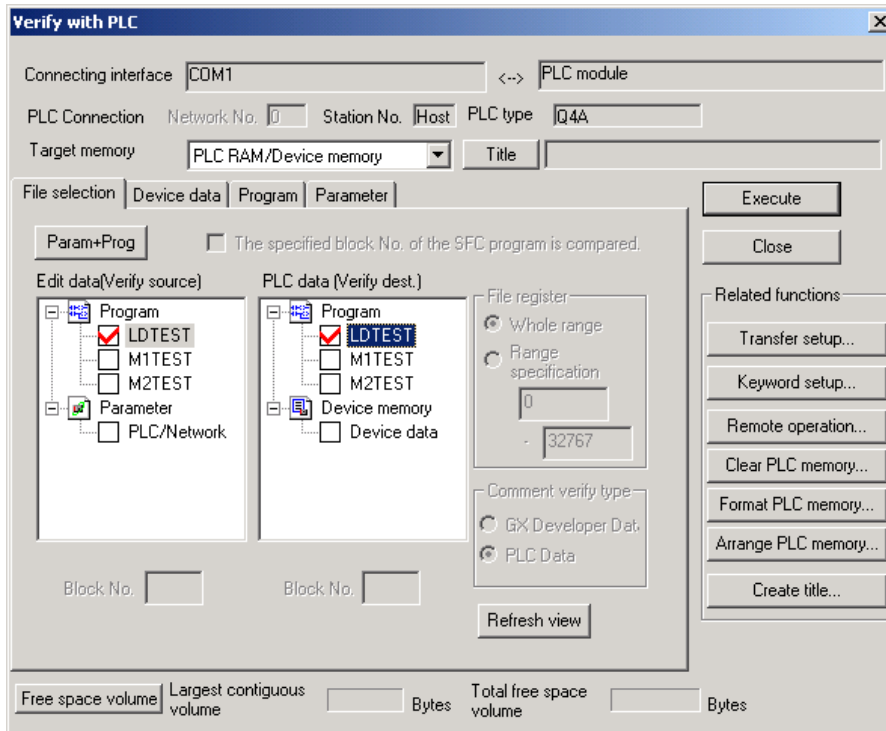 Verify with PLC
Connecting interface COM1 <--> PLC module
PLC Connection Network No. 0 Station No. Host PLC type Q4A
Target memory PLC RAM/Device memory Title
File selection Device data Program Parameter
Execute
Param+Prog The specified block No. of the SFC program is compared.
Close
Edit data(Verify source) PLC data (Verify dest.)
File register
Related functions
Program
LDTEST
M1TEST
M2TEST
Parameter
PLC/Network
Program
LDTEST
M1TEST
M2TEST
Device memory
Device data
Whole range
Range
specification
0
- 32767
Comment verify type
GX Developer Dat
PLC Data
Transfer setup...
Keyword setup...
Remote operation...
Clear PLC memory...
Format PLC memory...
Arrange PLC memory...
Create title...
Block No. Block No.
Refresh view
Free space volume Largest contiguous
volume Bytes Total free space
volume Bytes